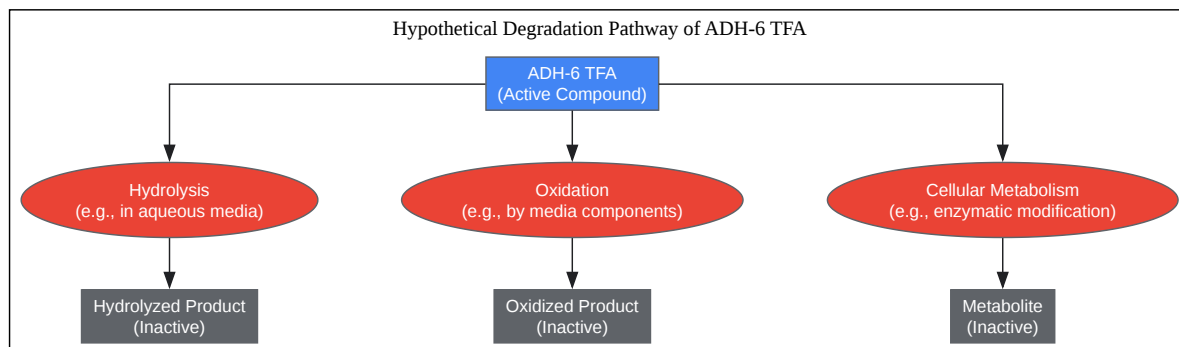 Hypothetical Degradation Pathway of ADH-6 TFA
ADH-6 TFA
(Active Compound)
Hydrolysis
(e.g., in aqueous media)
Oxidation
(e.g., by media components)
Cellular Metabolism
(e.g., enzymatic modification)
Hydrolyzed Product
(Inactive)
Oxidized Product
(Inactive)
Metabolite
(Inactive)